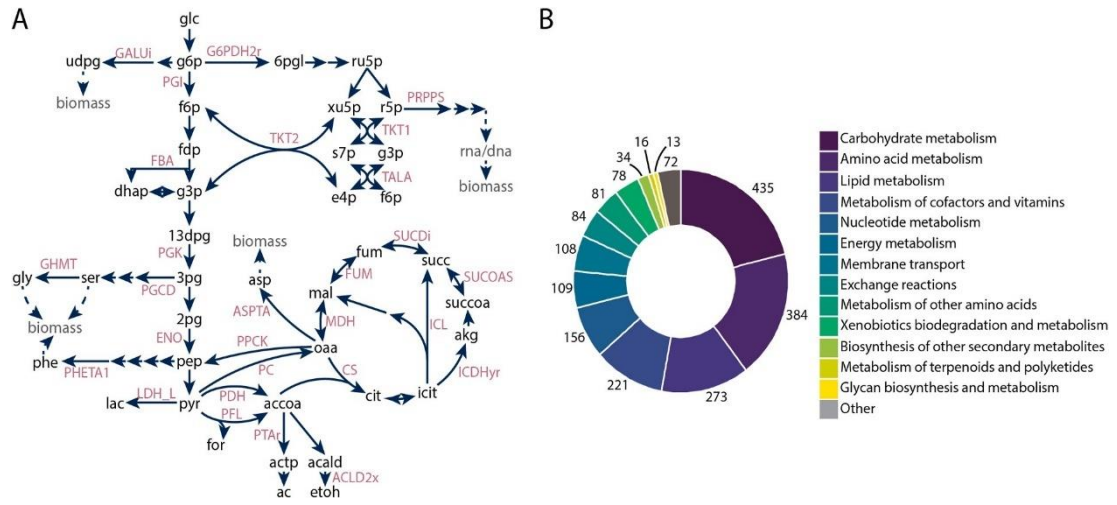 A
glc
GALUi
G6PDH2r
udpg
g6p
6pgl
ru5p
PGI
biomass
f6p
xu5p
r5p
PRPPS
TKT2
TKT1
fdp
s7p
g3p
rna/dna
FBA
TALA
dhap
g3p
e4p
f6p
biomass
13dpg
biomass
SUCDi
fum
succ
PGK
GHMT
FUM
SUCOAS
gly
ser
3pg
asp
mal
succoa
PGCD
ASPTA
MDH
ICL
akg
biomass
2pg
ENO
PPCK
oaa
phe
pep
PHETA1
PC
CS
ICDHyr
LDH_L
PDH
cit
icit
lac
pyr
accoa
PFL
for
PTAr
actp
acald
ACLD2x
ac
etoh
B
13
16
34
72
78
435
81
84
108
384
109
156
221
273
Carbohydrate metabolism
Amino acid metabolism
Lipid metabolism
Metabolism of cofactors and vitamins
Nucleotide metabolism
Energy metabolism
Membrane transport
Exchange reactions
Metabolism of other amino acids
Xenobiotics biodegradation and metabolism
Biosynthesis of other secondary metabolites
Metabolism of terpenoids and polyketides
Glycan biosynthesis and metabolism
Other